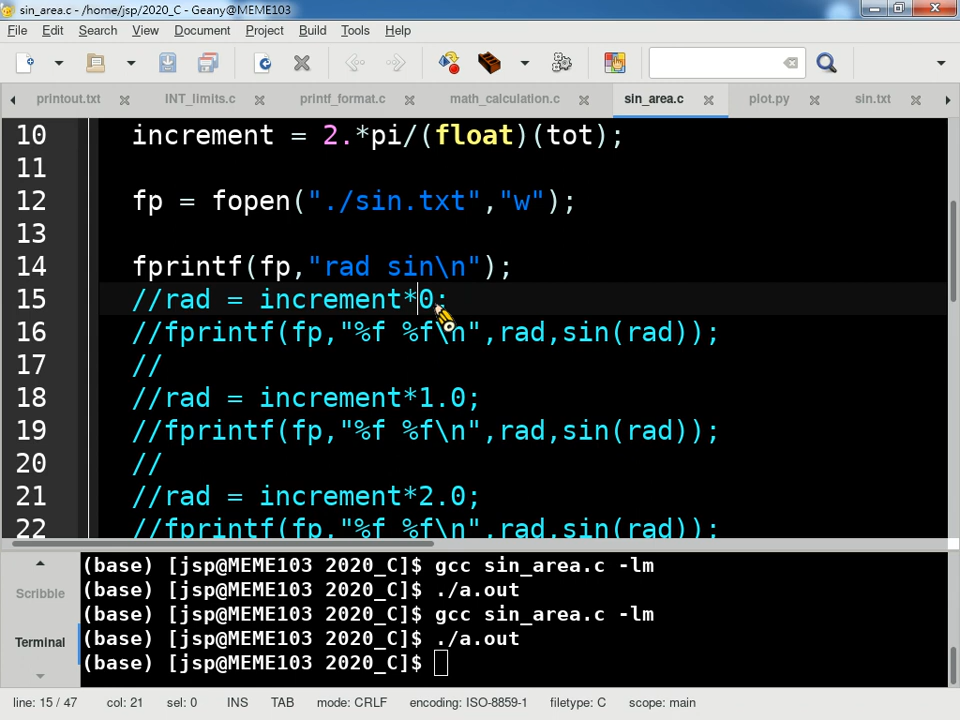 sin_area.c - /home/jsp/2020_C - Geany@MEME103
File Edit Search View Document Project Build Tools Help
printout.txt INT_limits.c printf_format.c math_calculation.c sin_area.c plot.py sin.txt
10 increment = 2.*pi/(float)(tot);
11
12 fp = fopen("./sin.txt","w");
13
14 fprintf(fp,"rad sin\n");
15 //rad = increment*0;
16 //fprintf(fp,"%f %f\n",rad,sin(rad));
17 //
18 //rad = increment*1.0;
19 //fprintf(fp,"%f %f\n",rad,sin(rad));
20 //
21 //rad = increment*2.0;
22 //fprintf(fp,"%f %f\n",rad,sin(rad));
Scribble
Terminal
(base) [jsp@MEME103 2020_C]$ gcc sin_area.c -lm
(base) [jsp@MEME103 2020_C]$ ./a.out
(base) [jsp@MEME103 2020_C]$ gcc sin_area.c -lm
(base) [jsp@MEME103 2020_C]$ ./a.out
(base) [jsp@MEME103 2020_C]$
line: 15 / 47 col: 21 sel: 0 INS TAB mode: CRLF encoding: ISO-8859-1 filetype: C scope: main